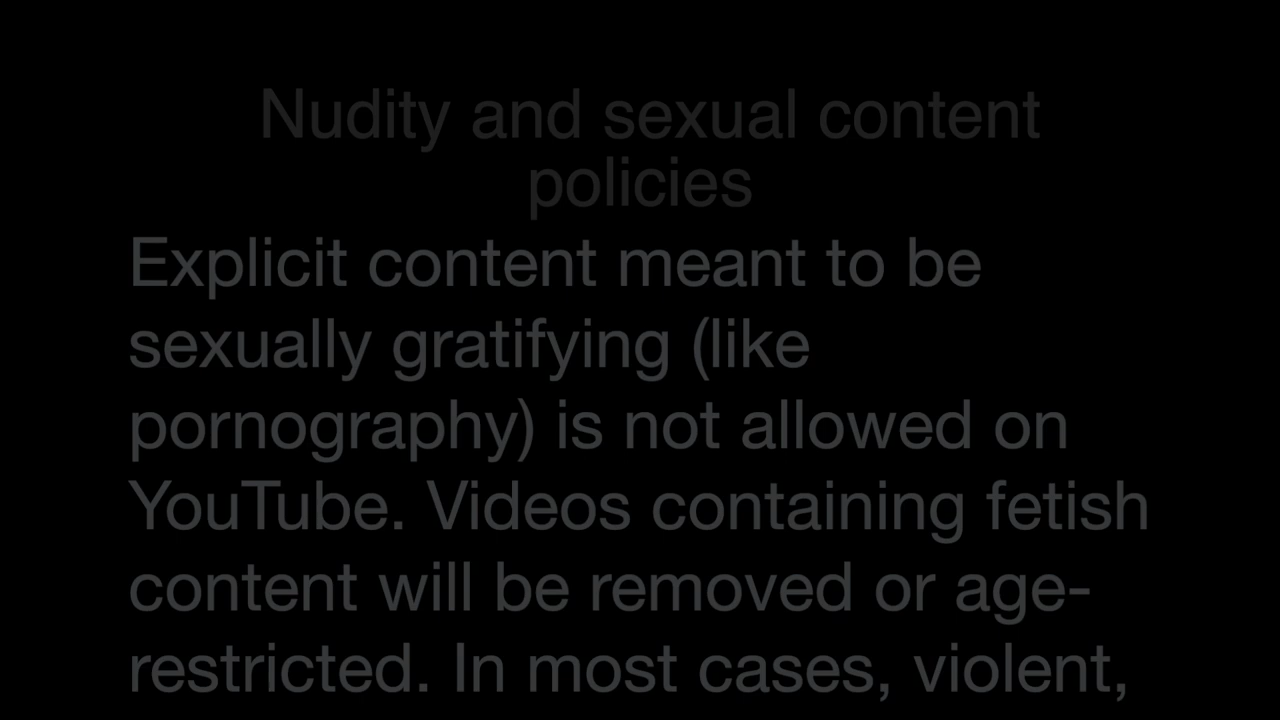 Nudity and sexual content
policies
Explicit content meant to be
sexually gratifying (like
pornography) is not allowed on
YouTube. Videos containing fetish
content will be removed or age-
restricted. In most cases, violent,